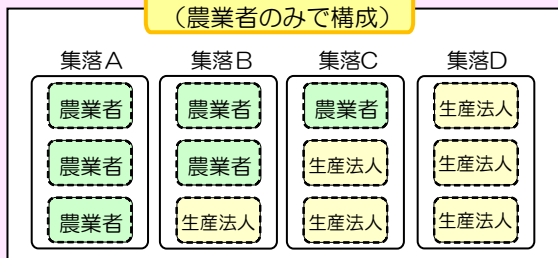 （農業者のみで構成）
集落A 集落B 集落C 集落D
農業者 農業者 農業者 生産法人
農業者 農業者 生産法人 生産法人
農業者 生産法人 生産法人 生産法人